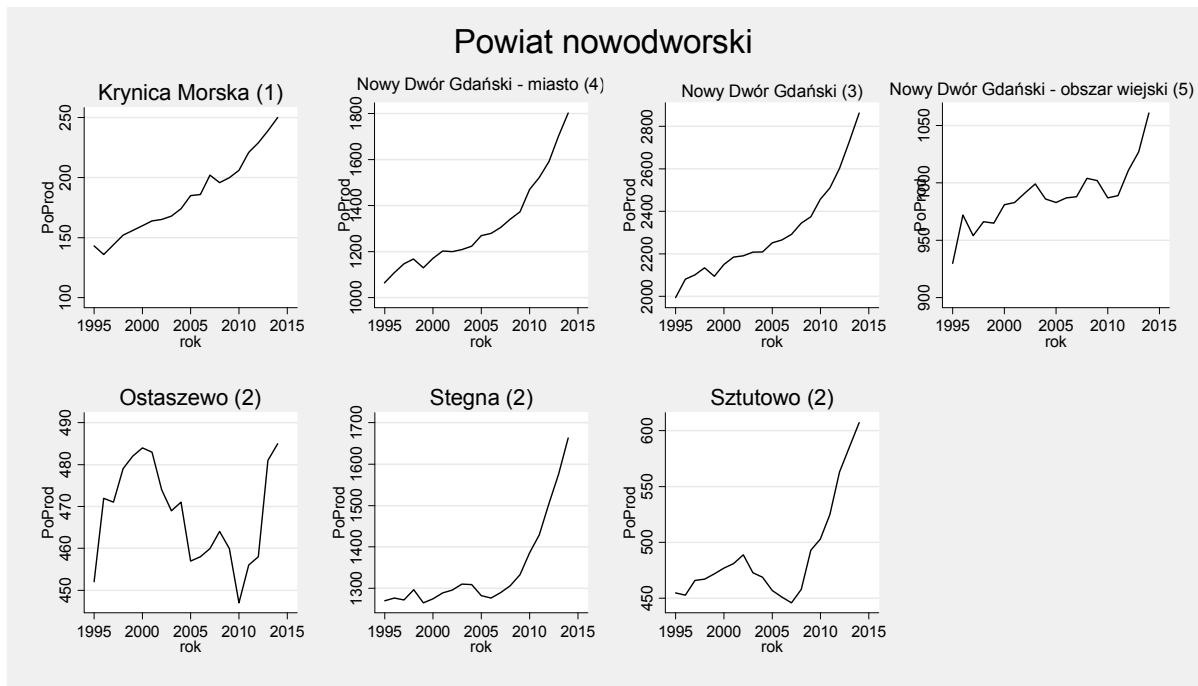 Powiat nowodworski
Krynica Morska (1)
PoProd
250
200
150
100
1995 2000 2005 2010 2015
rok
Nowy Dwór Gdański - miasto (4)
PoProd
1800
1600
1400
1200
1000
1995 2000 2005 2010 2015
rok
Nowy Dwór Gdański (3)
PoProd
2800
2600
2400
2200
2000
1995 2000 2005 2010 2015
rok
Nowy Dwór Gdański - obszar wiejski (5)
PoProd
1050
1000
950
900
1995 2000 2005 2010 2015
rok
Ostaszewo (2)
PoProd
490
480
470
460
450
1995 2000 2005 2010 2015
rok
Stegna (2)
PoProd
1700
1600
1500
1400
1300
1995 2000 2005 2010 2015
rok
Sztutowo (2)
PoProd
600
550
500
450
1995 2000 2005 2010 2015
rok